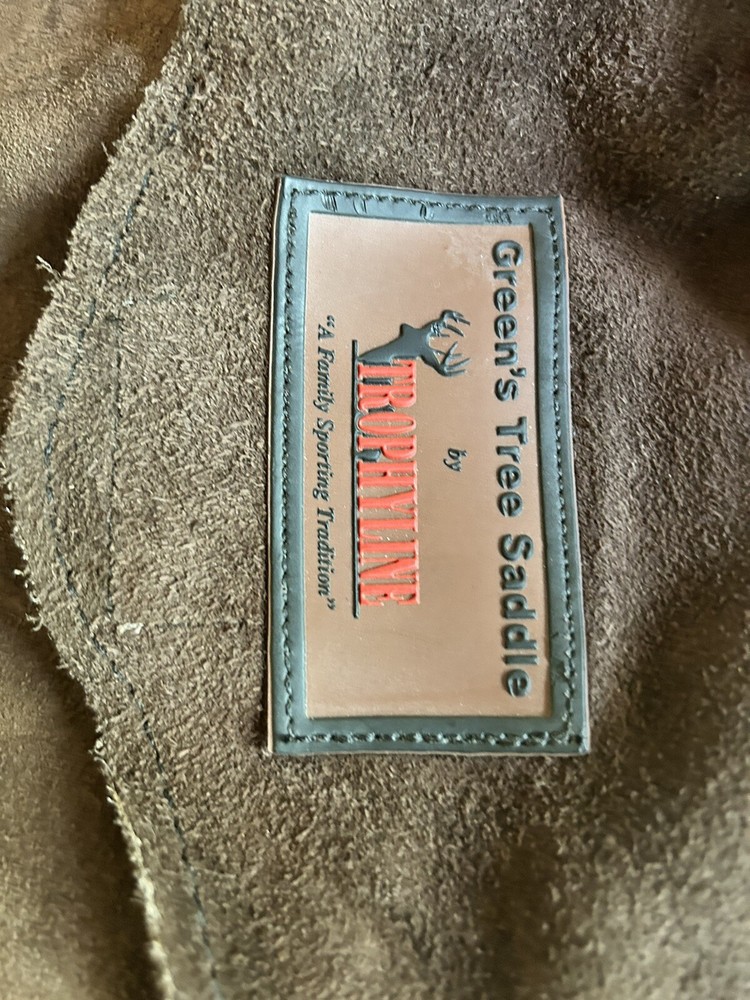 Green's Tree Saddle
by
TROPHYLINE
"A Family Sporting Tradition"